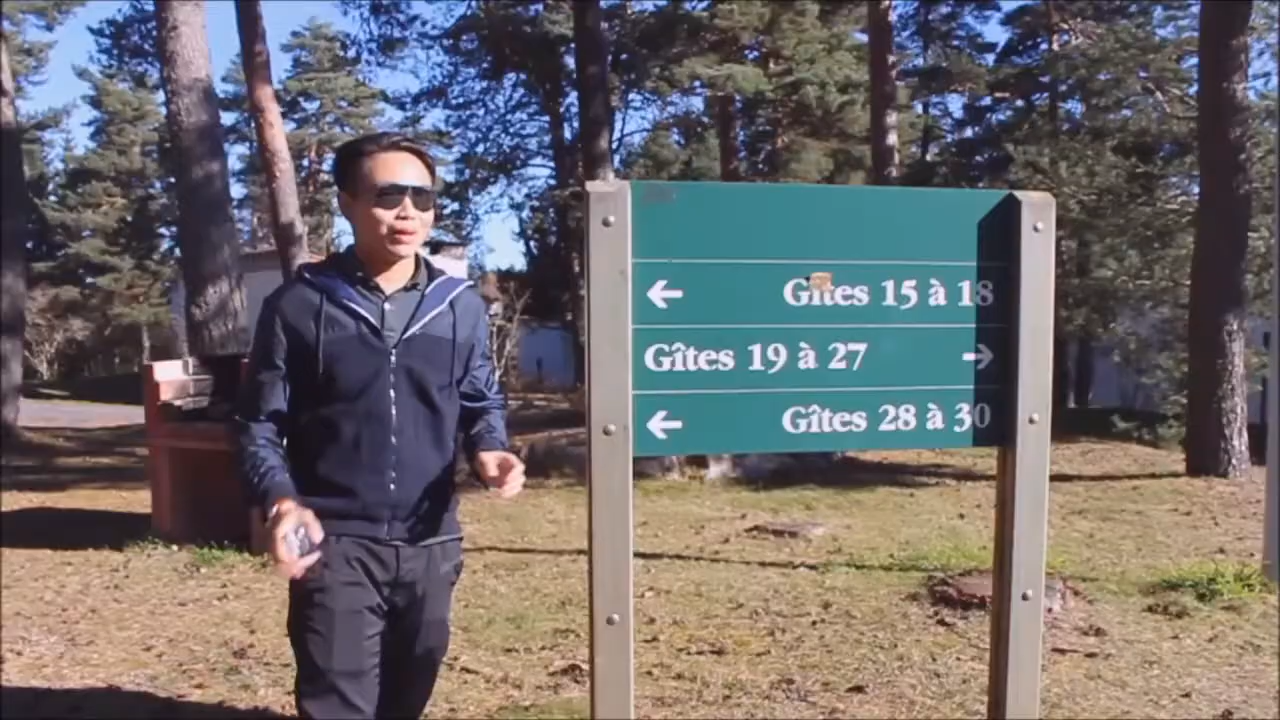 ← Gîtes 15 à 18
Gîtes 19 à 27 →
← Gîtes 28 à 30